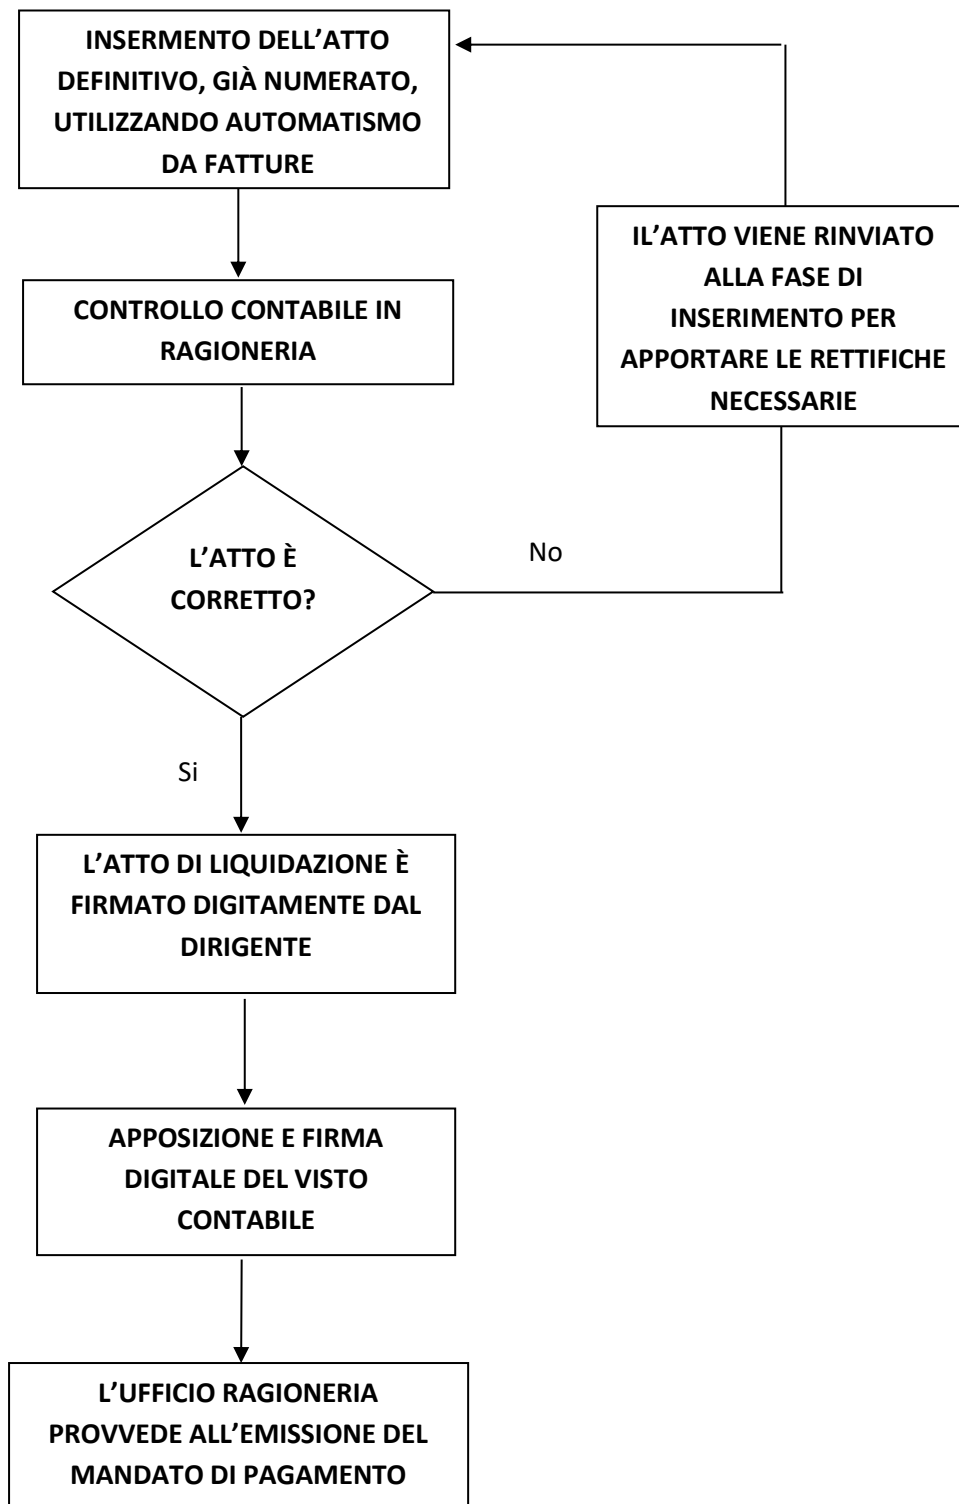 INSERMENTO DELL'ATTO
DEFINITIVO, GIÀ NUMERATO,
UTILIZZANDO AUTOMATISMO
DA FATTURE
IL'ATTO VIENE RINVIATO
ALLA FASE DI
INSERIMENTO PER
APPORTARE LE RETTIFICHE
NECESSARIE
CONTROLLO CONTABILE IN
RAGIONERIA
L'ATTO È
CORRETTO?
No
Si
L'ATTO DI LIQUIDAZIONE È
FIRMATO DIGITAMENTE DAL
DIRIGENTE
APPOSIZIONE E FIRMA
DIGITALE DEL VISTO
CONTABILE
L'UFFICIO RAGIONERIA
PROVVEDE ALL'EMISSIONE DEL
MANDATO DI PAGAMENTO